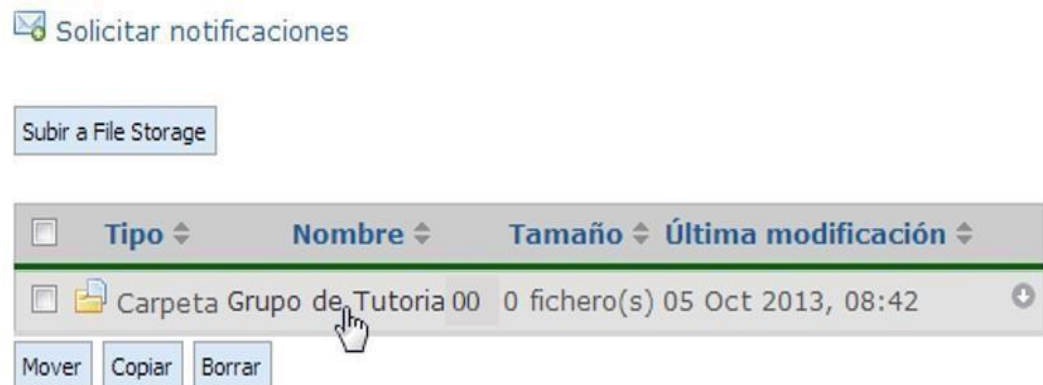 Solicitar notificaciones
Subir a File Storage
Tipo Nombre Tamaño Última modificación
Carpeta Grupo de Tutoria 00 0 fichero(s) 05 Oct 2013, 08:42
Mover Copiar Borrar